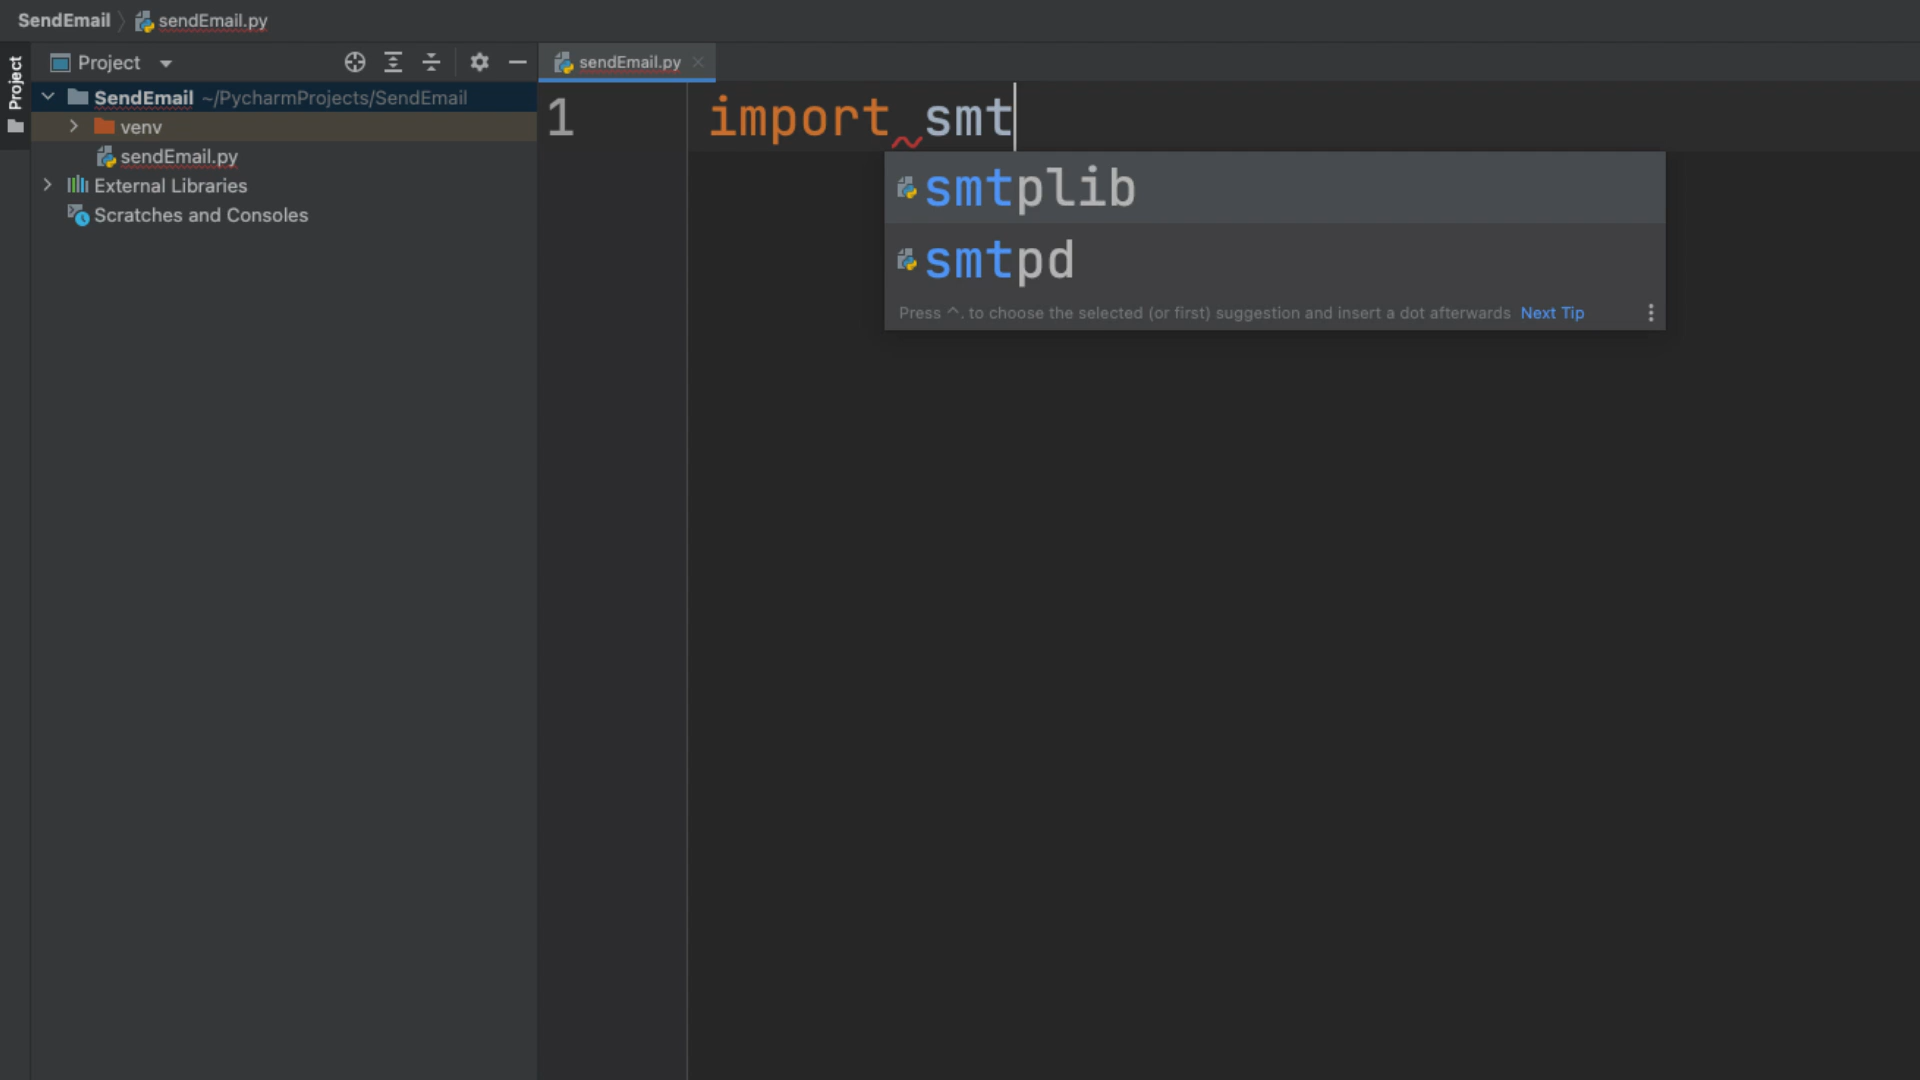 SendEmail sendEmail.py
Project
Project
sendEmail.py
SendEmail ~/PycharmProjects/SendEmail
venv
sendEmail.py
External Libraries
Scratches and Consoles
1 import smt
smtplib
smtpd
Press ^. to choose the selected (or first) suggestion and insert a dot afterwards Next Tip